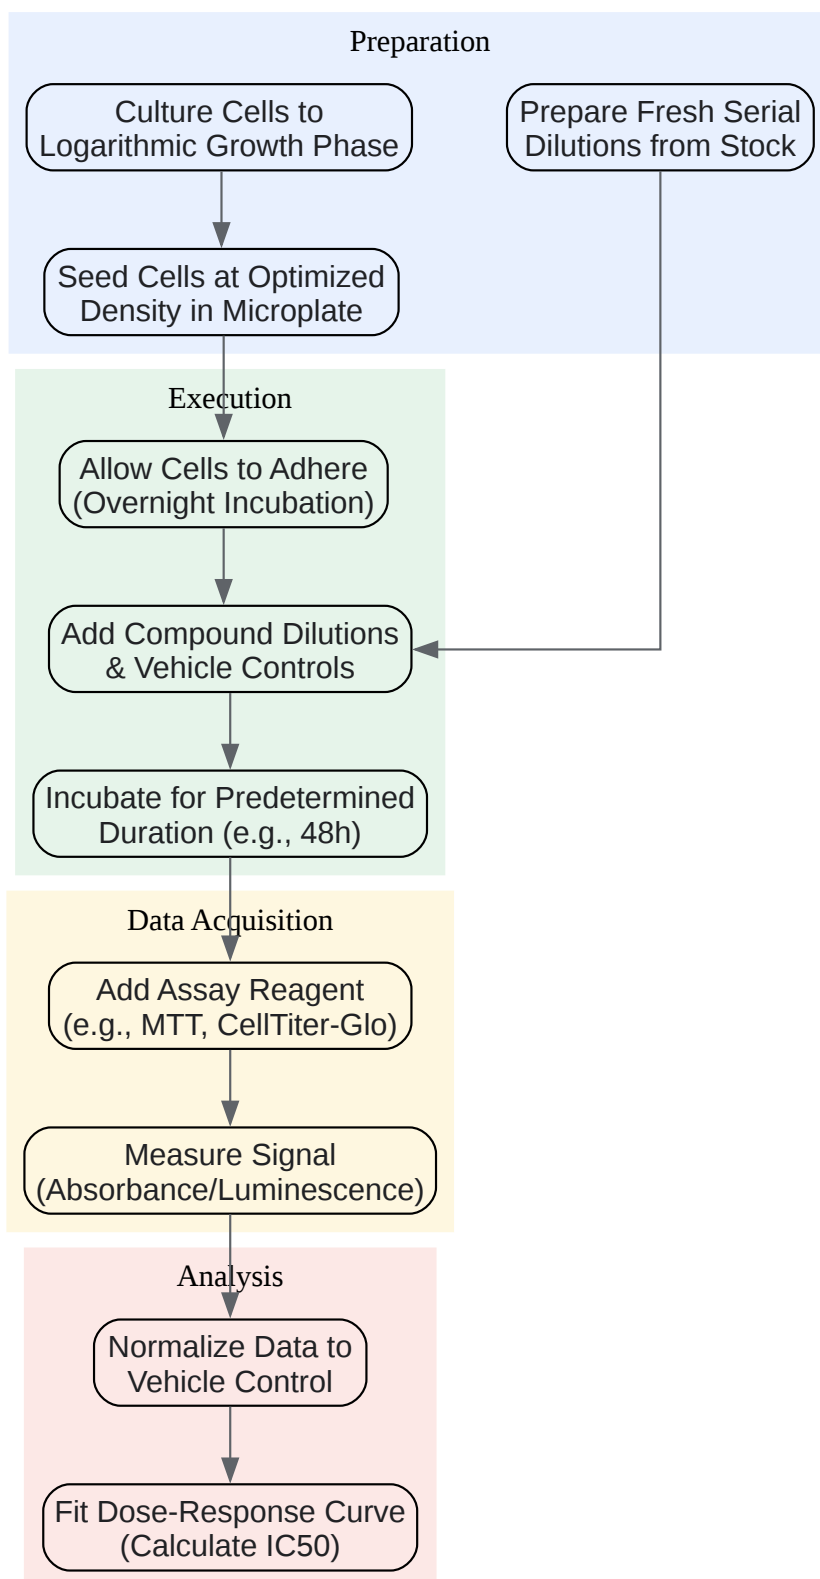 Preparation
Culture Cells to
Logarithmic Growth Phase
Prepare Fresh Serial
Dilutions from Stock
Seed Cells at Optimized
Density in Microplate
Execution
Allow Cells to Adhere
(Overnight Incubation)
Add Compound Dilutions
& Vehicle Controls
Incubate for Predetermined
Duration (e.g., 48h)
Data Acquisition
Add Assay Reagent
(e.g., MTT, CellTiter-Glo)
Measure Signal
(Absorbance/Luminescence)
Analysis
Normalize Data to
Vehicle Control
Fit Dose-Response Curve
(Calculate IC50)